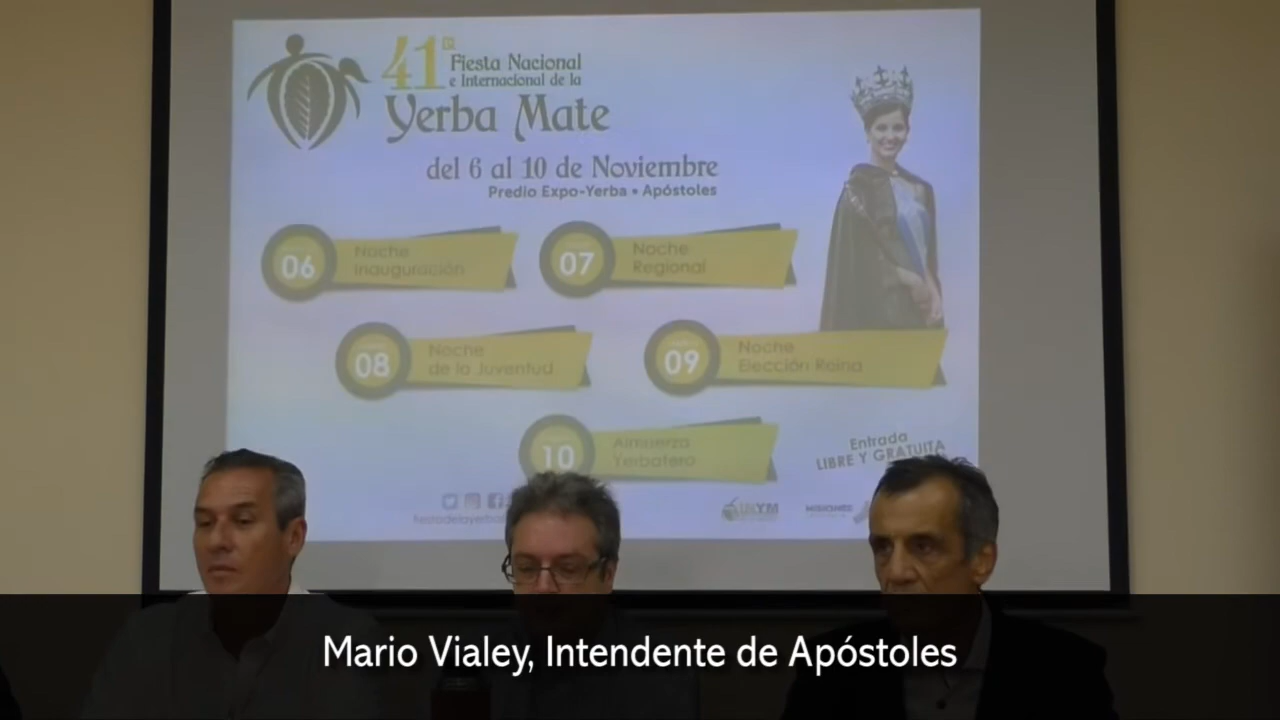 41ª
Fiesta Nacional
e Internacional de la
Yerba Mate
del 6 al 10 de Noviembre
Predio Expo-Yerba • Apóstoles
06
Noche
Inauguración
07
Noche
Regional
08
Noche
de la Juventud
09
Noche
Elección Reina
10
Almuerzo
Yerbatero
Entrada
LIBRE Y GRATUITA
MISIONES
Mario Vialey, Intendente de Apóstoles